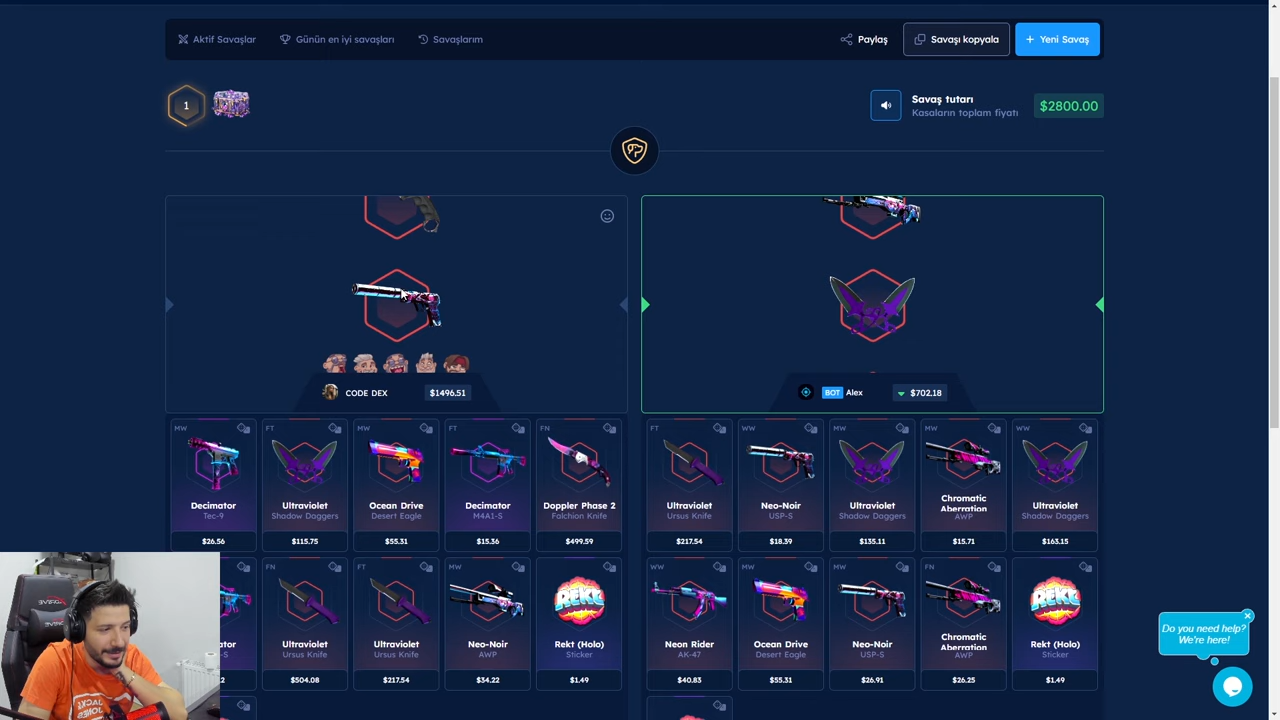 Aktif Savaşlar
Günün en iyi savaşları
Savaşlarım
Paylaş
Savaşı kopyala
+ Yeni Savaş
1
Savaş tutarı
Kasaların toplam fiyatı
$2800.00
CODE DEX
$1496.51
BOT Alex
$702.18
MW
Decimator
Tec-9
$26.56
FT
Ultraviolet
Shadow Daggers
$115.75
MW
Ocean Drive
Desert Eagle
$55.31
FT
Decimator
M4A1-S
$15.36
FN
Doppler Phase 2
Falchion Knife
$499.59
FT
Ultraviolet
Ursus Knife
$217.54
WW
Neo-Noir
USP-S
$18.39
MW
Ultraviolet
Shadow Daggers
$135.11
MW
Chromatic
Aberration
AWP
$15.71
WW
Ultraviolet
Shadow Daggers
$163.15
FN
Ultraviolet
Ursus Knife
$504.08
FT
Ultraviolet
Ursus Knife
$217.54
MW
Neo-Noir
AWP
$34.22
REKT
Rekt (Holo)
Sticker
$1.49
WW
Neon Rider
AK-47
$40.83
MW
Ocean Drive
Desert Eagle
$55.31
MW
Neo-Noir
USP-S
$26.91
FN
Chromatic
Aberration
AWP
$26.25
REKT
Rekt (Holo)
Sticker
$1.49
Do you need help?
We're here!